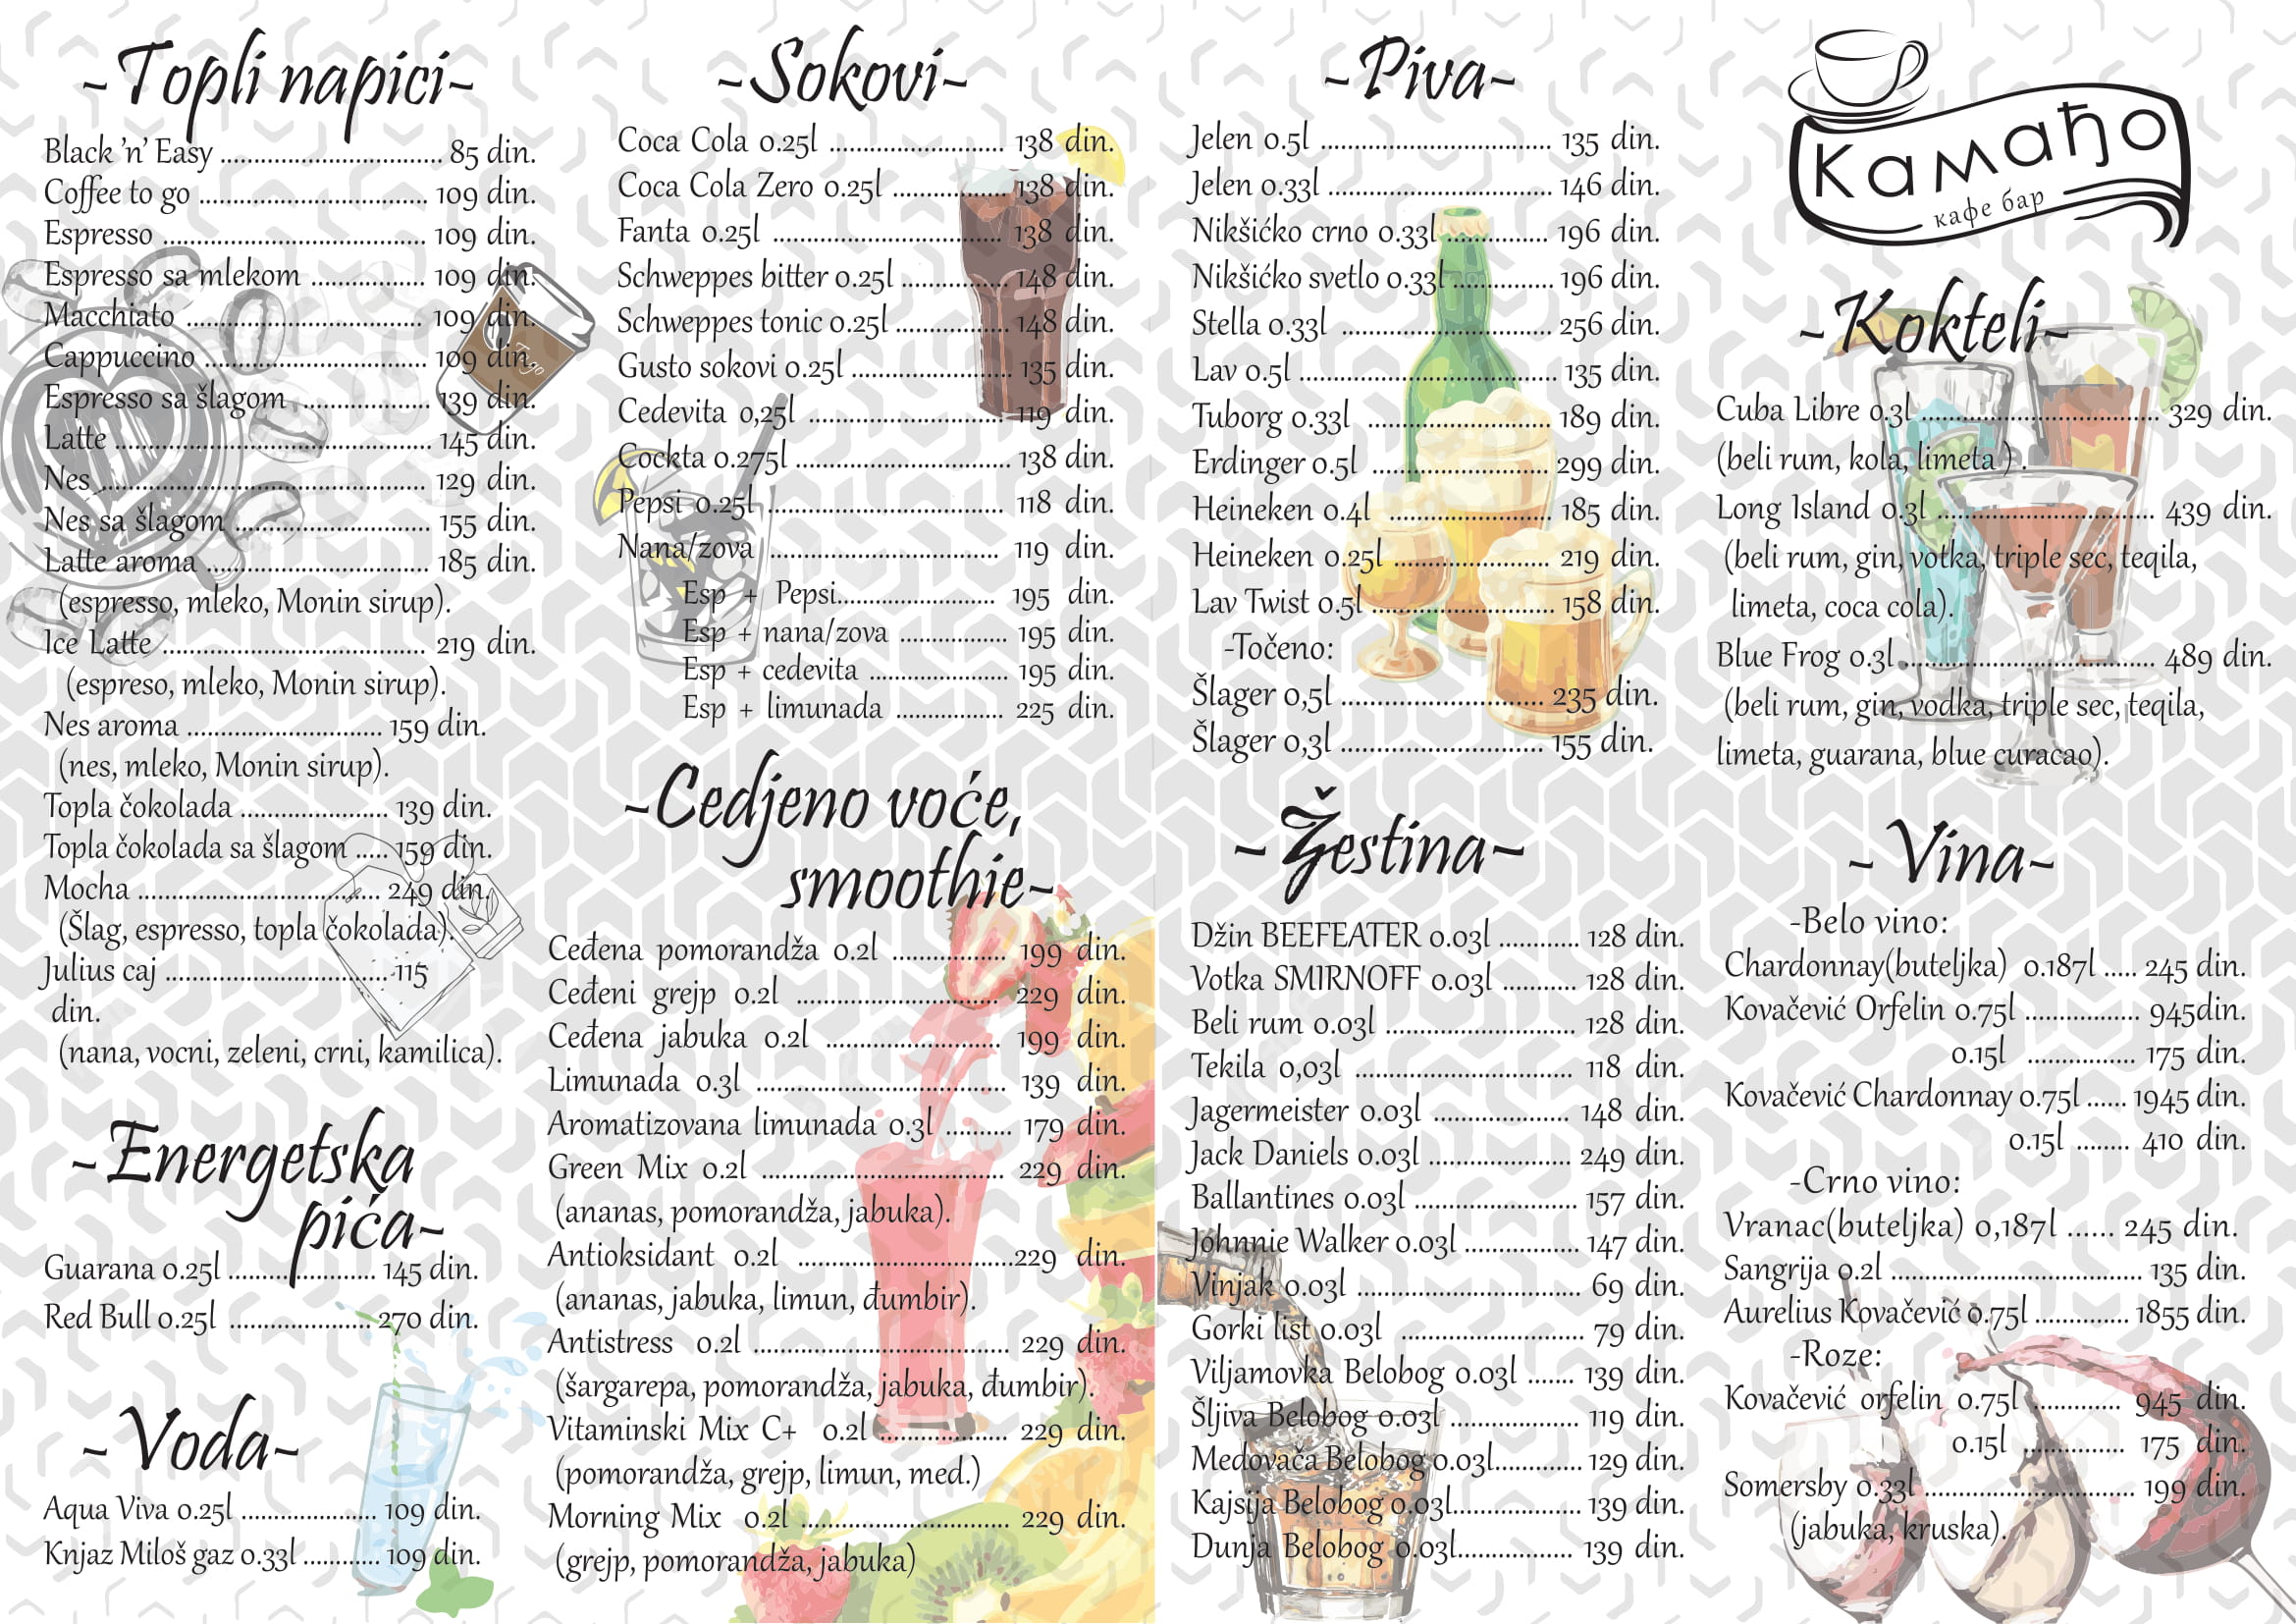 ~Topli napici~
Black 'n' Easy ................................. 85 din.
Coffee to go .................................. 109 din.
Espresso ....................................... 109 din.
Espresso sa mlekom ................. 109 din.
Macchiato ................................... 109 din.
Cappuccino ................................. 109 din.
Espresso sa šlagom ................... 139 din.
Latte ............................................... 145 din.
Nes ................................................ 129 din.
Nes sa šlagom ............................. 155 din.
Latte aroma ................................. 185 din.
(espresso, mleko, Monin sirup).
Ice Latte ....................................... 219 din.
(espreso, mleko, Monin sirup).
Nes aroma ............................. 159 din.
(nes, mleko, Monin sirup).
Topla čokolada ...................... 139 din.
Topla čokolada sa šlagom ..... 159 din.
Mocha .................................... 249 din.
(Šlag, espresso, topla čokolada).
Julius caj ................................. 115
din.
(nana, vocni, zeleni, crni, kamilica).
~Energetska
pića~
Guarana 0.25l ...................... 145 din.
Red Bull 0.25l ..................... 270 din.
~Voda~
Aqua Viva 0.25l .................... 109 din.
Knjaz Miloš gaz 0.33l ............ 109 din.
~Sokovi~
Coca Cola 0.25l .......................... 138 din.
Coca Cola Zero 0.25l ................. 138 din.
Fanta 0.25l .................................. 138 din.
Schweppes bitter 0.25l ................ 148 din.
Schweppes tonic 0.25l ................. 148 din.
Gusto sokovi 0.25l ........................ 135 din.
Cedevita 0,25l .............................. 119 din.
Cockta 0.275l ................................ 138 din.
Pepsi 0.25l ................................... 118 din.
Nana/zova .................................. 119 din.
Esp + Pepsi........................ 195 din.
Esp + nana/zova ................ 195 din.
Esp + cedevita ..................... 195 din.
Esp + limunada ................ 225 din.
~Cedjeno voće,
smoothie~
Ceđena pomorandža 0.2l ................. 199 din.
Ceđeni grejp 0.2l .............................. 229 din.
Ceđena jabuka 0.2l .......................... 199 din.
Limunada 0.3l ..................................... 139 din.
Aromatizovana limunada 0.3l .......... 179 din.
Green Mix 0.2l .................................... 229 din.
(ananas, pomorandža, jabuka).
Antioksidant 0.2l ................................229 din.
(ananas, jabuka, limun, đumbir).
Antistress 0.2l ...................................... 229 din.
(šargarepa, pomorandža, jabuka, đumbir).
Vitaminski Mix C+ 0.2l ................... 229 din.
(pomorandža, grejp, limun, med.)
Morning Mix 0.2l ............................... 229 din.
(grejp, pomorandža, jabuka)
~Piva~
Jelen 0.5l .................................. 135 din.
Jelen 0.33l ................................. 146 din.
Nikšićko crno 0.33l ............... 196 din.
Nikšićko svetlo 0.33l ............... 196 din.
Stella 0.33l ............................... 256 din.
Lav 0.5l ...................................... 135 din.
Tuborg 0.33l ........................... 189 din.
Erdinger 0.5l .......................... 299 din.
Heineken 0.4l ........................ 185 din.
Heineken 0.25l ....................... 219 din.
Lav Twist 0.5l ........................... 158 din.
-Točeno:
Šlager 0,5l ............................ 235 din.
Šlager 0,3l ............................ 155 din.
~Žestina~
Džin BEEFEATER 0.03l ............ 128 din.
Votka SMIRNOFF 0.03l ........... 128 din.
Beli rum 0.03l ............................ 128 din.
Tekila 0,03l ................................ 118 din.
Jagermeister 0.03l .................... 148 din.
Jack Daniels 0.03l ..................... 249 din.
Ballantines 0.03l ........................ 157 din.
Johnnie Walker 0.03l ................. 147 din.
Vinjak 0.03l ................................. 69 din.
Gorki list 0.03l ........................... 79 din.
Viljamovka Belobog 0.03l ....... 139 din.
Šljiva Belobog 0.03l ................... 119 din.
Medovača Belobog 0.03l............. 129 din.
Kajsija Belobog 0.03l................... 139 din.
Dunja Belobog 0.03l................. 139 din.
Камађо
кафе бар
~Kokteli~
Cuba Libre 0.3l .................................... 329 din.
(beli rum, kola, limeta ) .
Long Island 0.3l ................................ 439 din.
(beli rum, gin, votka, triple sec, teqila,
limeta, coca cola).
Blue Frog 0.3l...................................... 489 din.
(beli rum, gin, vodka, triple sec, teqila,
limeta, guarana, blue curacao).
~Vina~
-Belo vino:
Chardonnay(buteljka) 0.187l ..... 245 din.
Kovačević Orfelin 0.75l ................. 945din.
0.15l ................ 175 din.
Kovačević Chardonnay 0.75l ...... 1945 din.
0.15l ........ 410 din.
-Crno vino:
Vranac(buteljka) 0,187l ...... 245 din.
Sangrija 0.2l ..................................... 135 din.
Aurelius Kovačević 0.75l .............. 1855 din.
-Roze:
Kovačević orfelin 0.75l ............. 945 din.
0.15l ............... 175 din.
Somersby 0.33l ............................... 199 din.
(jabuka, kruska).